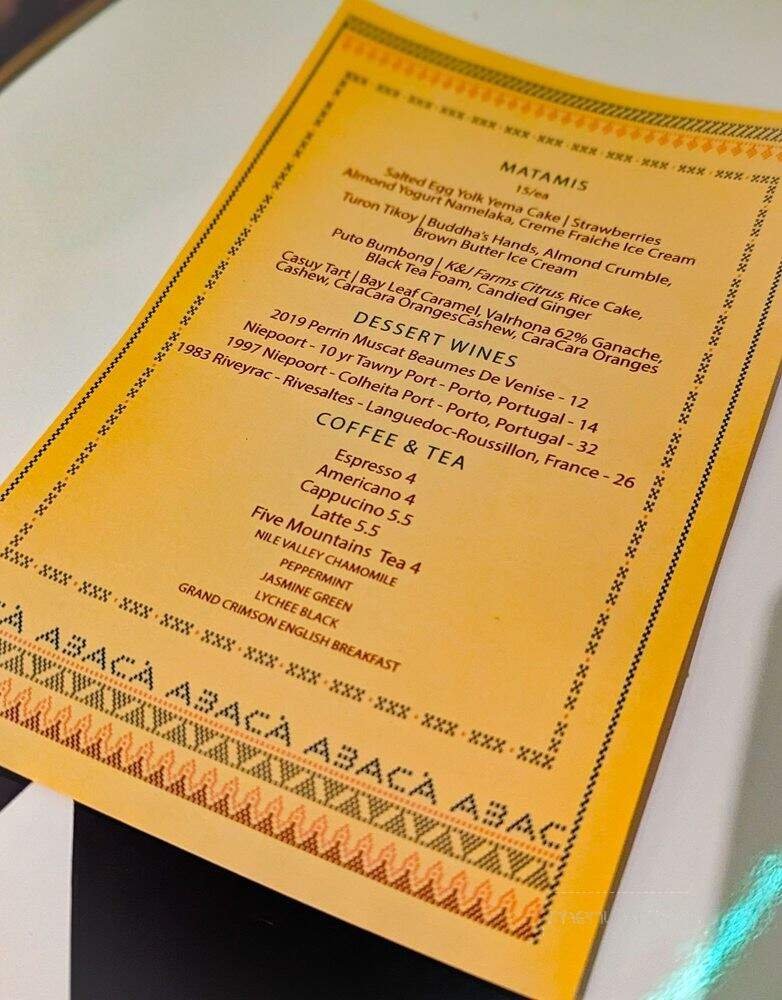 MATAMIS
15/ea
Salted Egg Yolk Yema Cake | Strawberries
Almond Yogurt Namelaka, Creme Fraiche Ice Cream
Turon Tikoy | Buddha's Hands, Almond Crumble,
Brown Butter Ice Cream
Puto Bumbong | K&J Farms Citrus, Rice Cake,
Black Tea Foam, Candied Ginger
Casuy Tart | Bay Leaf Caramel, Valrhona 62% Ganache,
Cashew, CaraCara OrangesCashew, CaraCara Oranges
DESSERT WINES
2019 Perrin Muscat Beaumes De Venise - 12
Niepoort - 10 yr Tawny Port - Porto, Portugal - 14
1997 Niepoort - Colheita Port - Porto, Portugal - 32
1983 Riveyrac - Rivesaltes - Languedoc-Roussillon, France - 26
COFFEE & TEA
Espresso 4
Americano 4
Cappucino 5.5
Latte 5.5
Five Mountains Tea 4
NILE VALLEY CHAMOMILE
PEPPERMINT
JASMINE GREEN
LYCHEE BLACK
GRAND CRIMSON ENGLISH BREAKFAST
CÀ ABACÀ ABACÀ ABACÀ ABAC